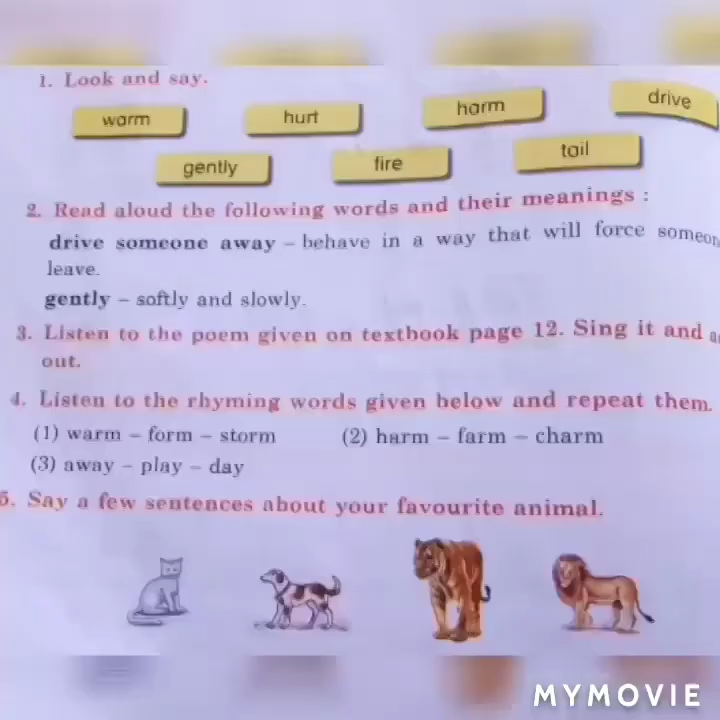 1. Look and say.
warm hurt harm drive
gently fire tail
2. Read aloud the following words and their meanings :
drive someone away – behave in a way that will force
leave.
gently – softly and slowly.
3. Listen to the poem given on textbook page 12. Sing it and
out.
4. Listen to the rhyming words given below and repeat them.
(1) warm – form – storm (2) harm – farm – charm
(3) away – play – day
5. Say a few sentences about your favourite animal.
MYMOVIE